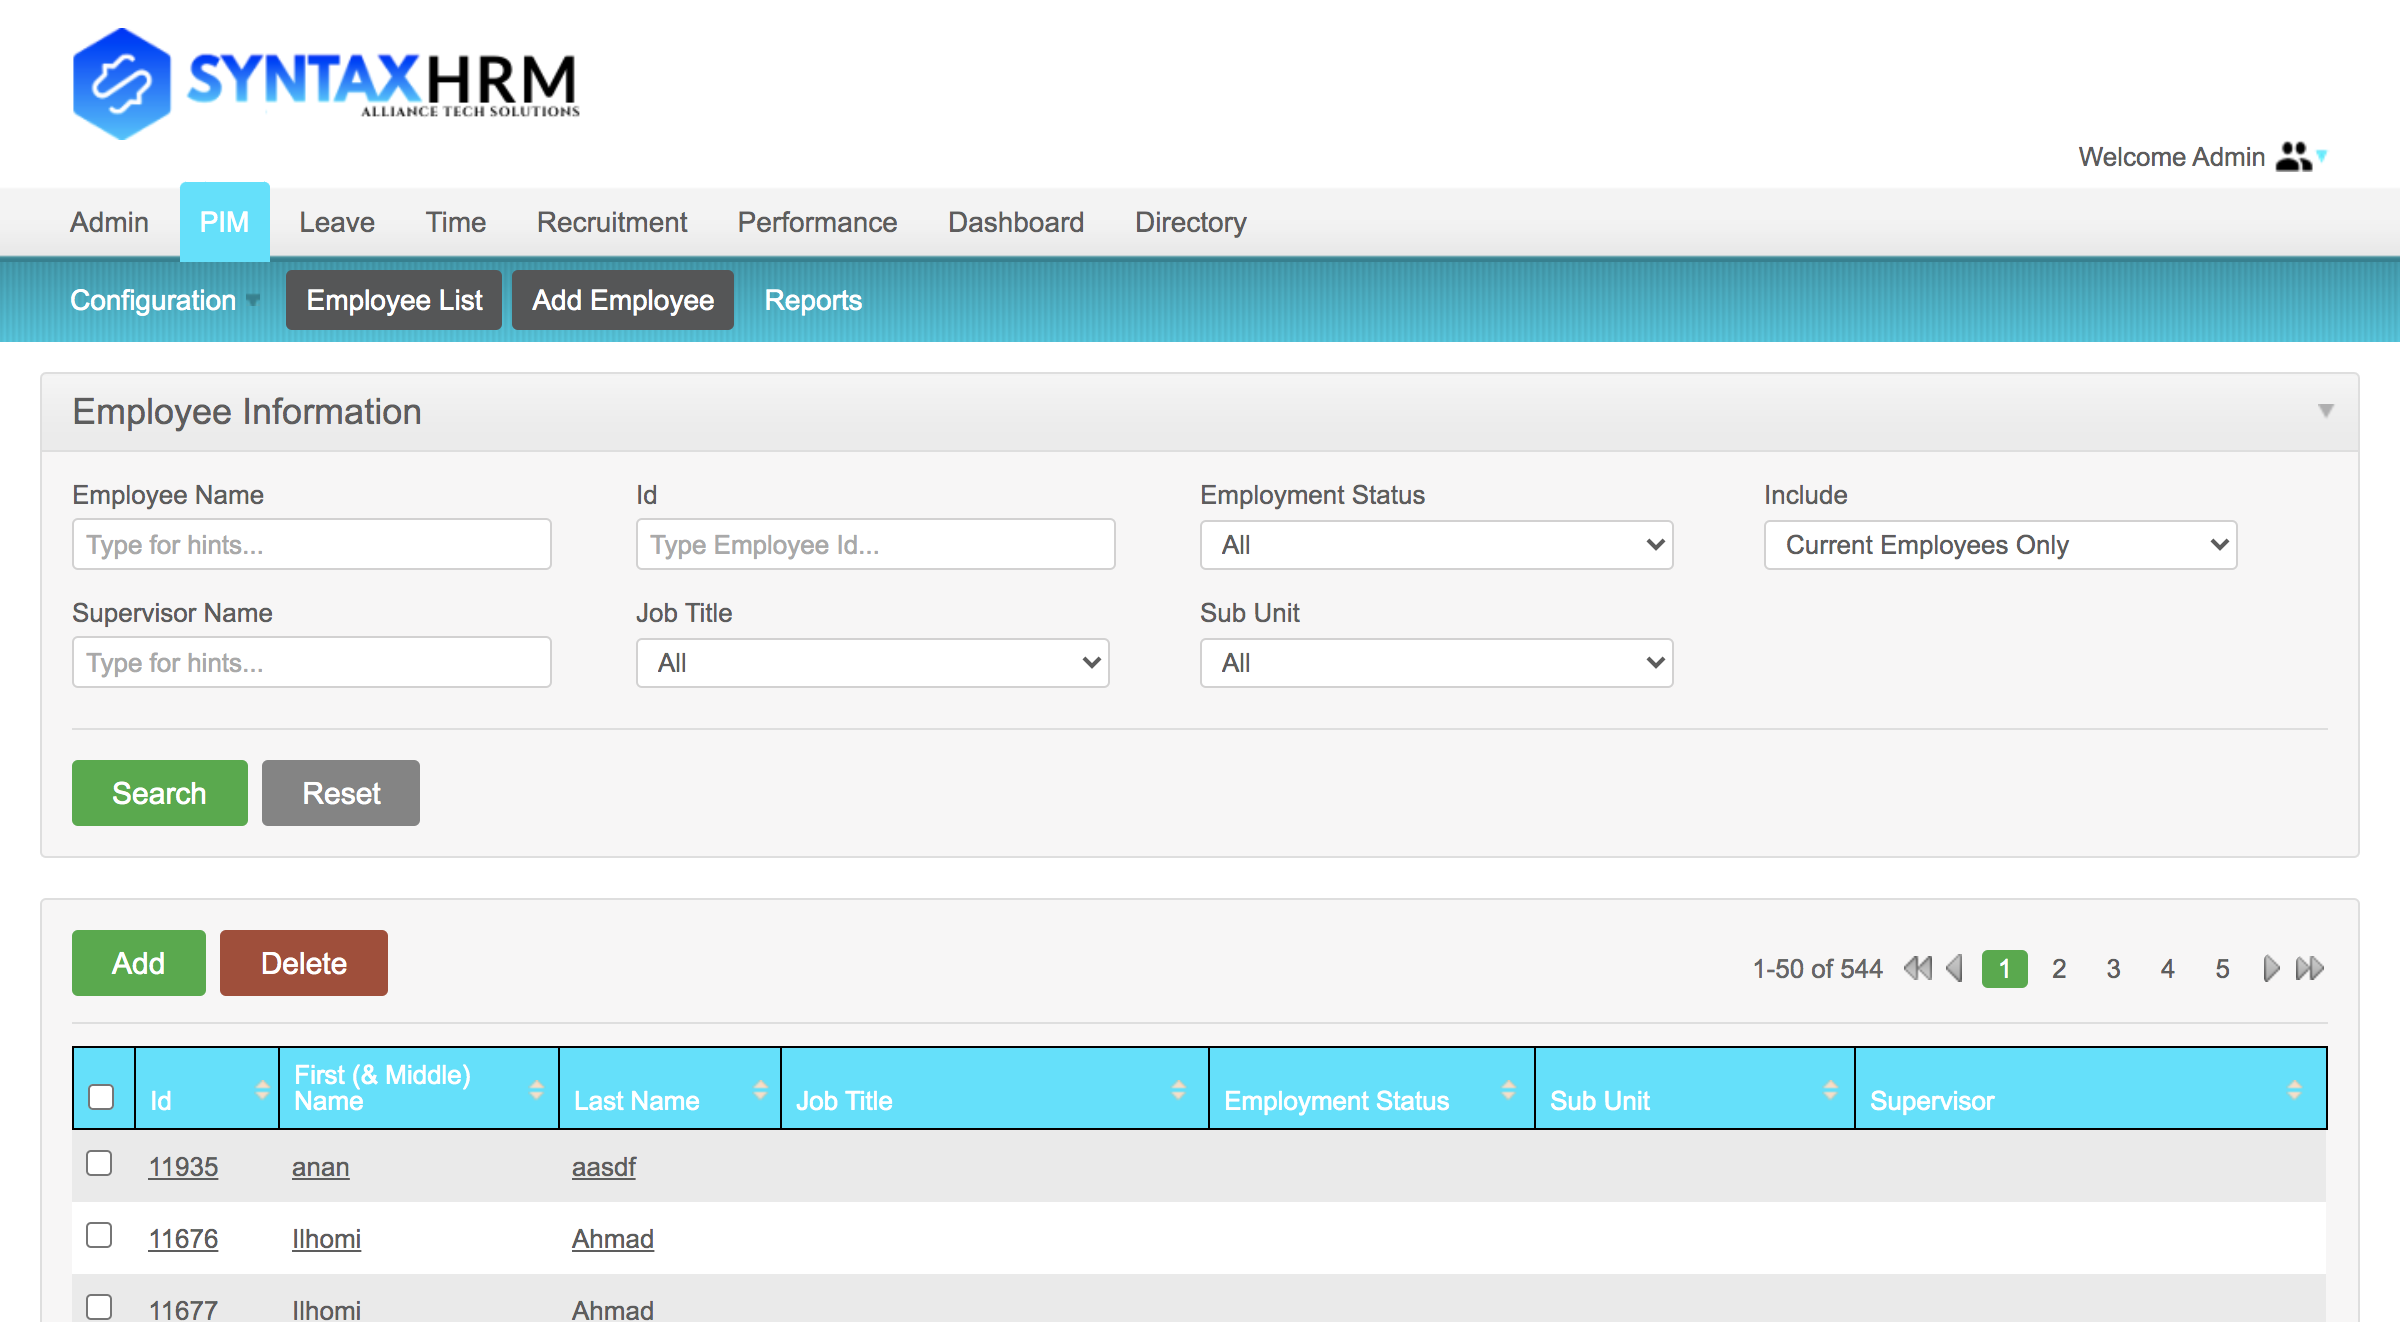 SYNTAXHRM
ALLIANCE TECH SOLUTIONS
Welcome Admin
Admin PIM Leave Time Recruitment Performance Dashboard Directory
Configuration Employee List Add Employee Reports
Employee Information
Employee Name Id Employment Status Include
Type for hints... Type Employee Id... All Current Employees Only
Supervisor Name Job Title Sub Unit
Type for hints... All All
Search Reset
Add Delete 1-50 of 544 1 2 3 4 5
Id First (& Middle) Name Last Name Job Title Employment Status Sub Unit Supervisor
11935 anan aasdf
11676 Ilhomi Ahmad
11677 Ilhomi Ahmad